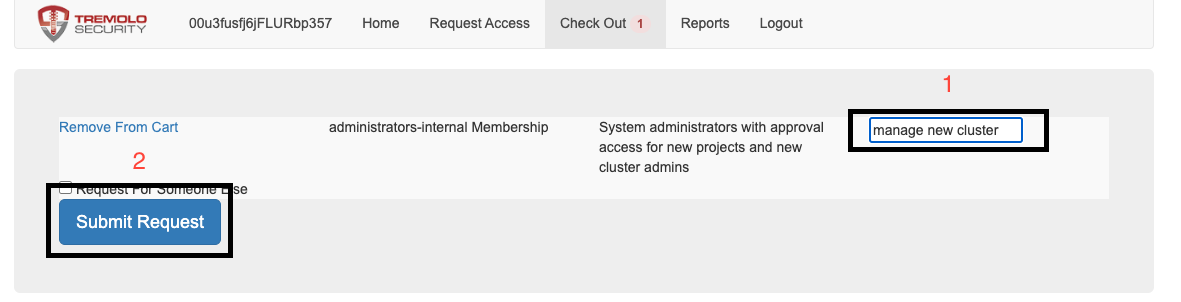 TREMOLO
SECURITY
00u3fusfj6jFLURbp357 Home Request Access Check Out 1 Reports Logout
1
Remove From Cart administrators-internal Membership System administrators with approval manage new cluster
access for new projects and new
cluster admins
2
Request For Someone Else
Submit Request